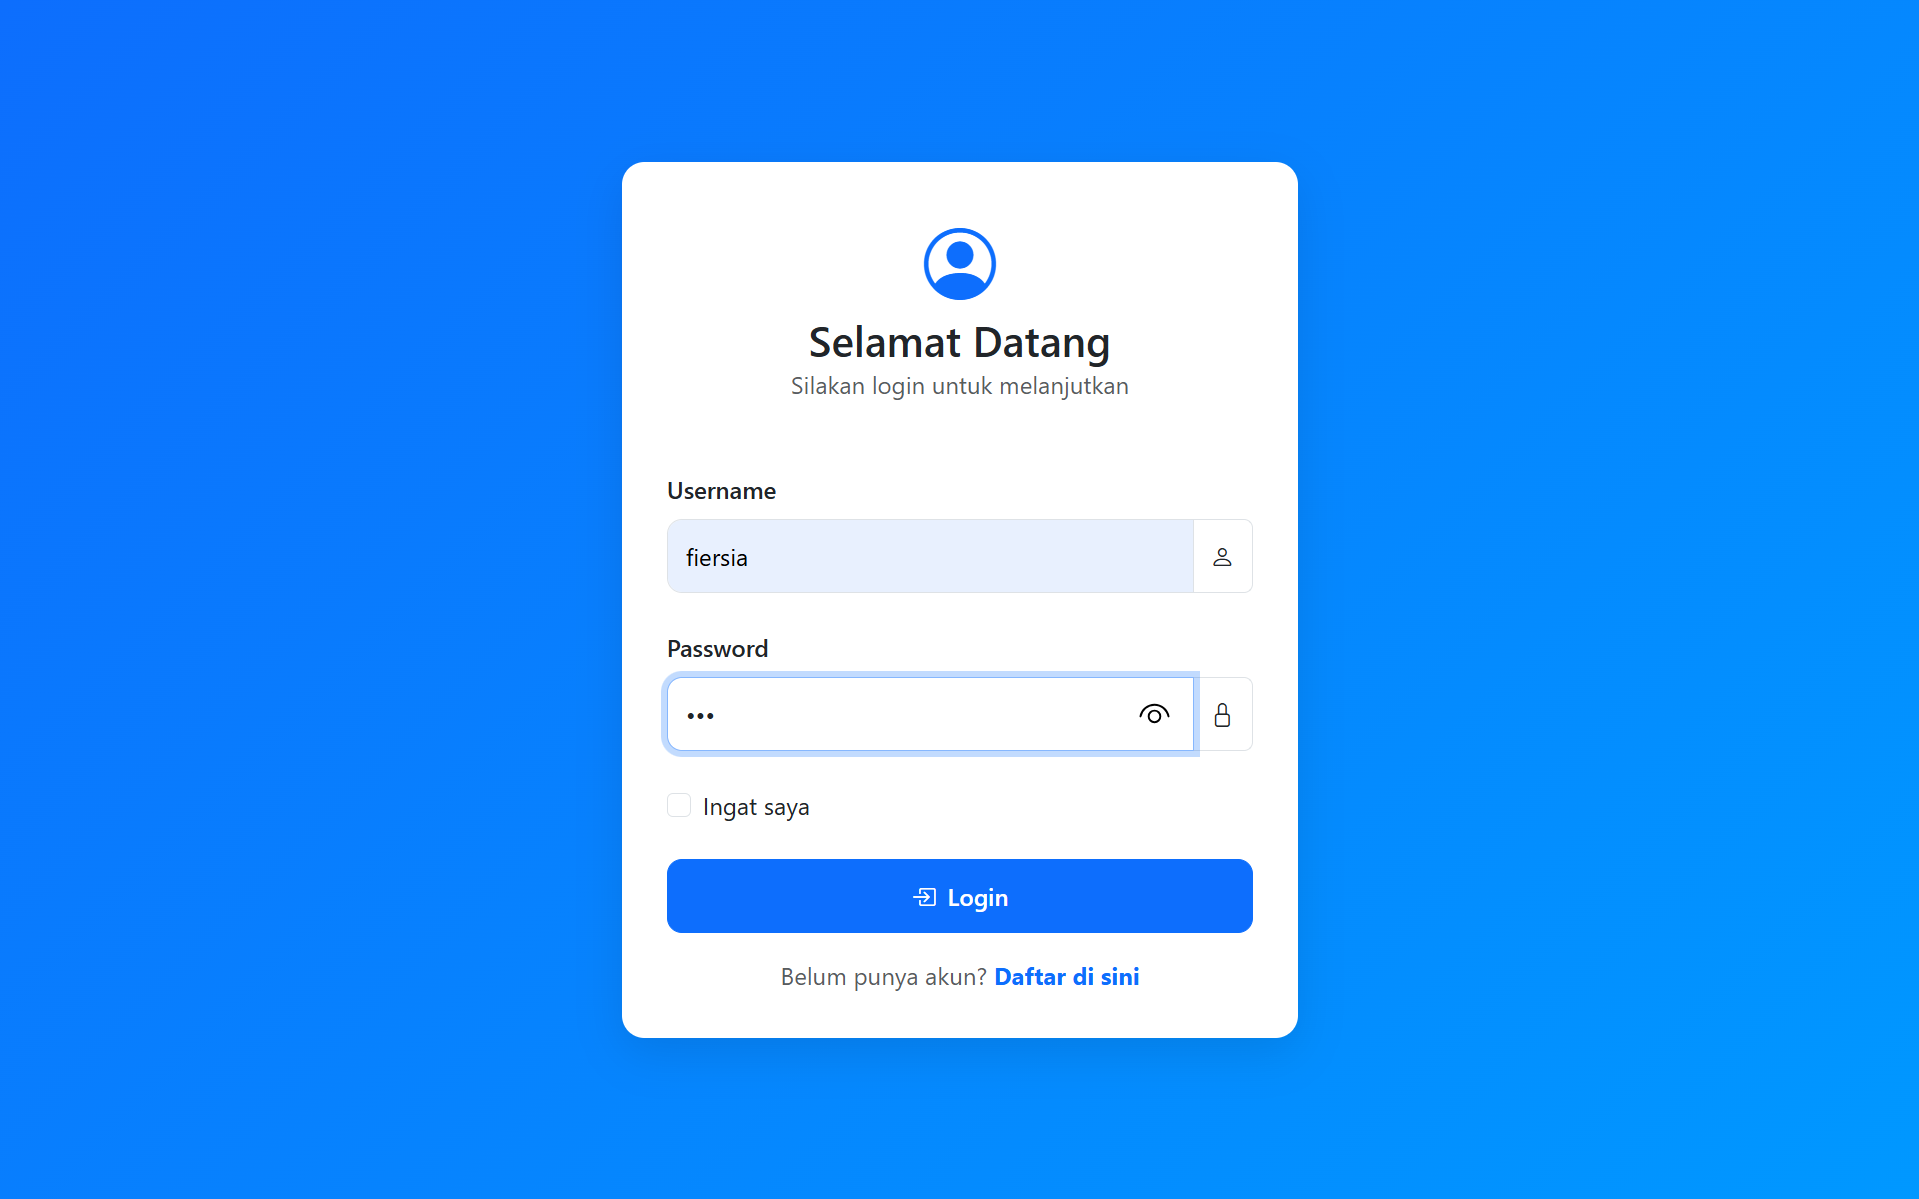 Selamat Datang
Silakan login untuk melanjutkan
Username
fiersia
Password
•••
Ingat saya
Login
Belum punya akun? Daftar di sini